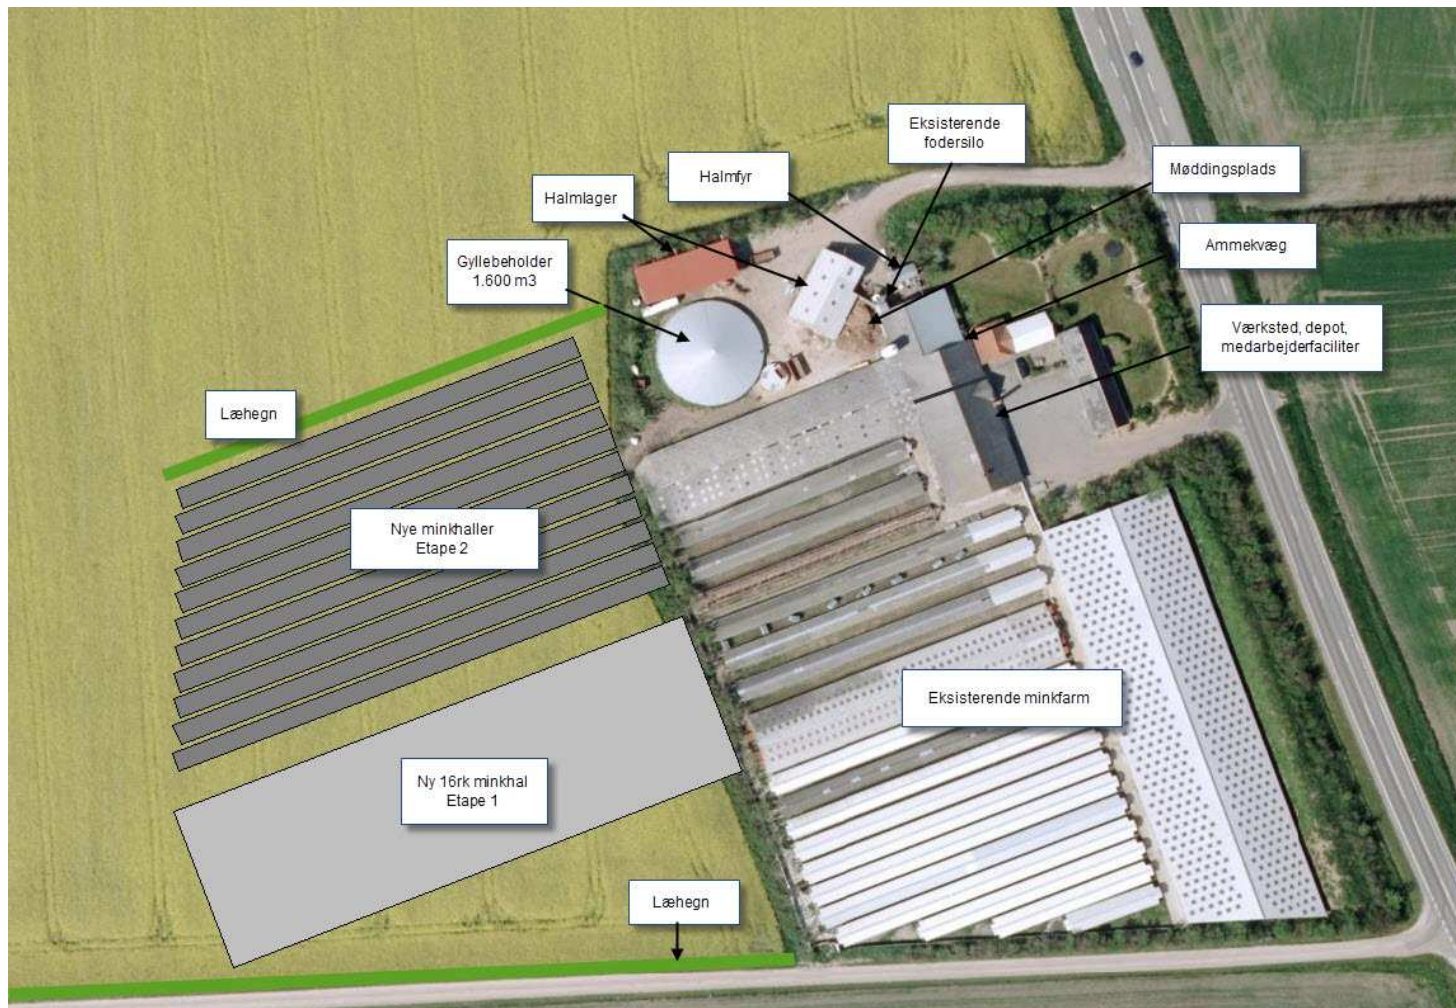 Eksisterende
fodersilo
Møddingsplads
Halmfyr
Halmlager
Ammekvæg
Gyllebeholder
1.600 m3
Værksted, depot,
medarbejderfaciliter
Læhegn
Nye minkhaller
Etape 2
Eksisterende minkfarm
Ny 16rk minkhal
Etape 1
Læhegn